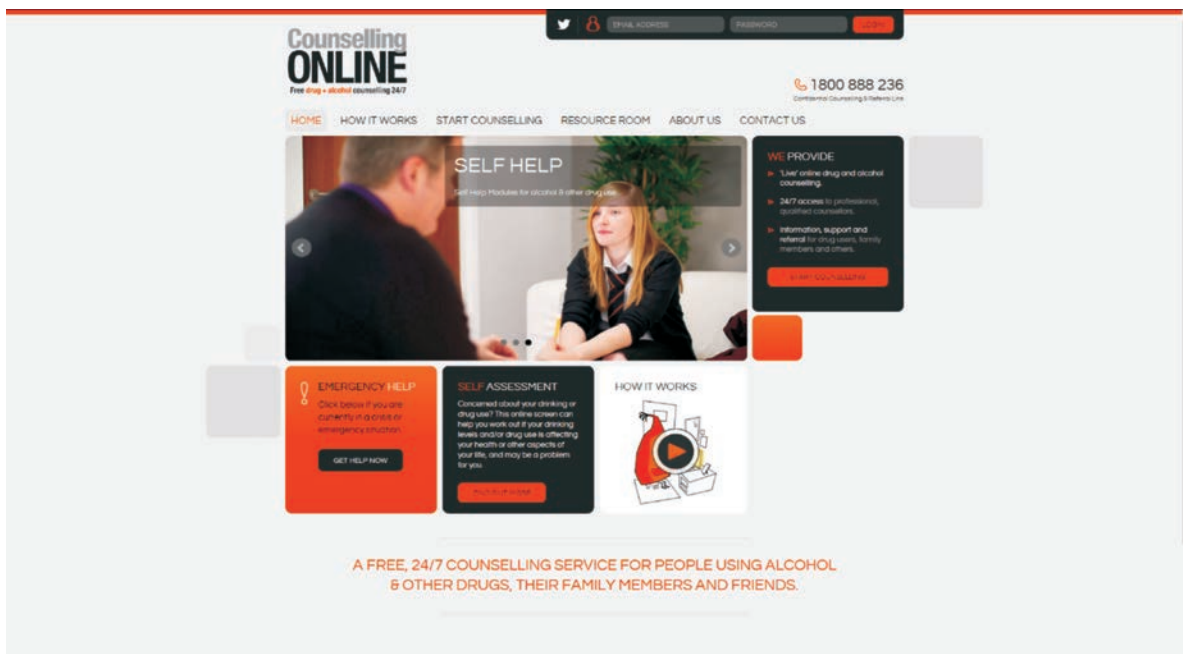 EMAIL ADDRESS
PASSWORD
LOGIN
Counselling
ONLINE
Free drug + alcohol counselling 24/7
1800 888 236
Confidential Counselling & Referral Line
HOME
HOW IT WORKS
START COUNSELLING
RESOURCE ROOM
ABOUT US
CONTACT US
SELF HELP
Self Help Modules for alcohol & other drug use
WE PROVIDE
'Live' online drug and alcohol
counselling.
24/7 access to professional,
qualified counsellors.
Information, support and
referral for drug users, family
members and others.
START COUNSELLING
EMERGENCY HELP
Click below if you are
currently in a crisis or
emergency situation
GET HELP NOW
SELF ASSESSMENT
Concerned about your drinking or
drug use? This online screen can
help you work out if your drinking
levels and/or drug use is affecting
your health or other aspects of
your life, and may be a problem
for you.
FIND OUT MORE
HOW IT WORKS
A FREE, 24/7 COUNSELLING SERVICE FOR PEOPLE USING ALCOHOL
& OTHER DRUGS, THEIR FAMILY MEMBERS AND FRIENDS.